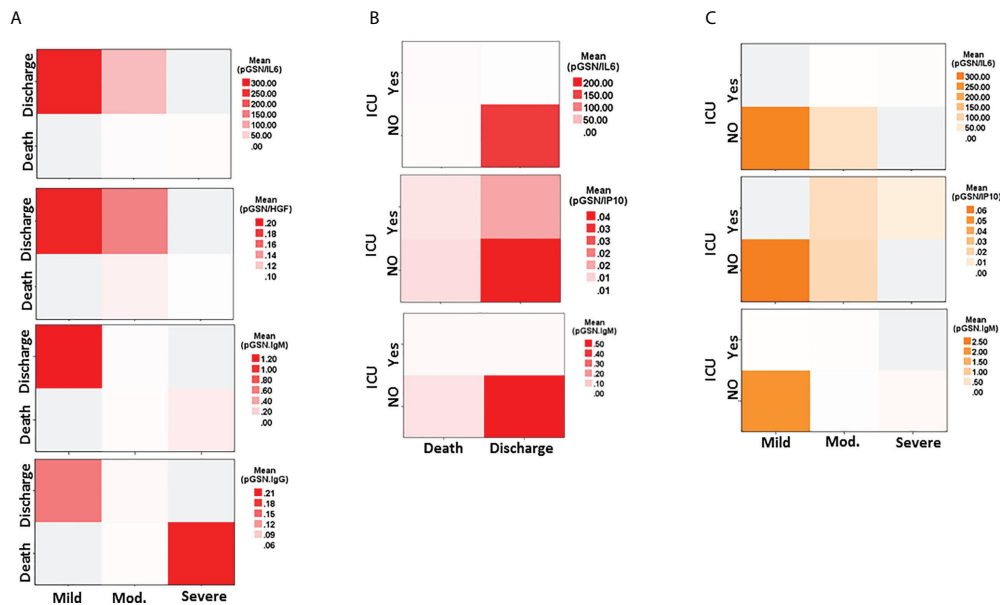 A
Discharge
Death
Mean
(pGSN/IL6)
300.00
250.00
200.00
150.00
100.00
50.00
.00
Discharge
Death
Mean
(pGSN/HGF)
.20
.18
.16
.14
.12
.10
Discharge
Death
Mean
(pGSN.IgM)
1.20
1.00
.80
.60
.40
.20
.00
Discharge
Death
Mean
(pGSN.IgG)
.21
.18
.15
.12
.09
.06
Mild Mod. Severe
B
ICU
Yes
NO
Mean
(pGSN/IL6)
200.00
150.00
100.00
50.00
.00
ICU
Yes
NO
Mean
(pGSN/IP10)
.04
.03
.03
.02
.02
.01
.01
ICU
Yes
NO
Mean
(pGSN.IgM)
.50
.40
.30
.20
.10
.00
Death Discharge
C
ICU
Yes
NO
Mean
(pGSN/IL6)
300.00
250.00
200.00
150.00
100.00
50.00
.00
ICU
Yes
NO
Mean
(pGSN/IP10)
.06
.05
.04
.03
.02
.01
.00
ICU
Yes
NO
Mean
(pGSN.IgM)
2.50
2.00
1.50
1.00
.50
.00
Mild Mod. Severe